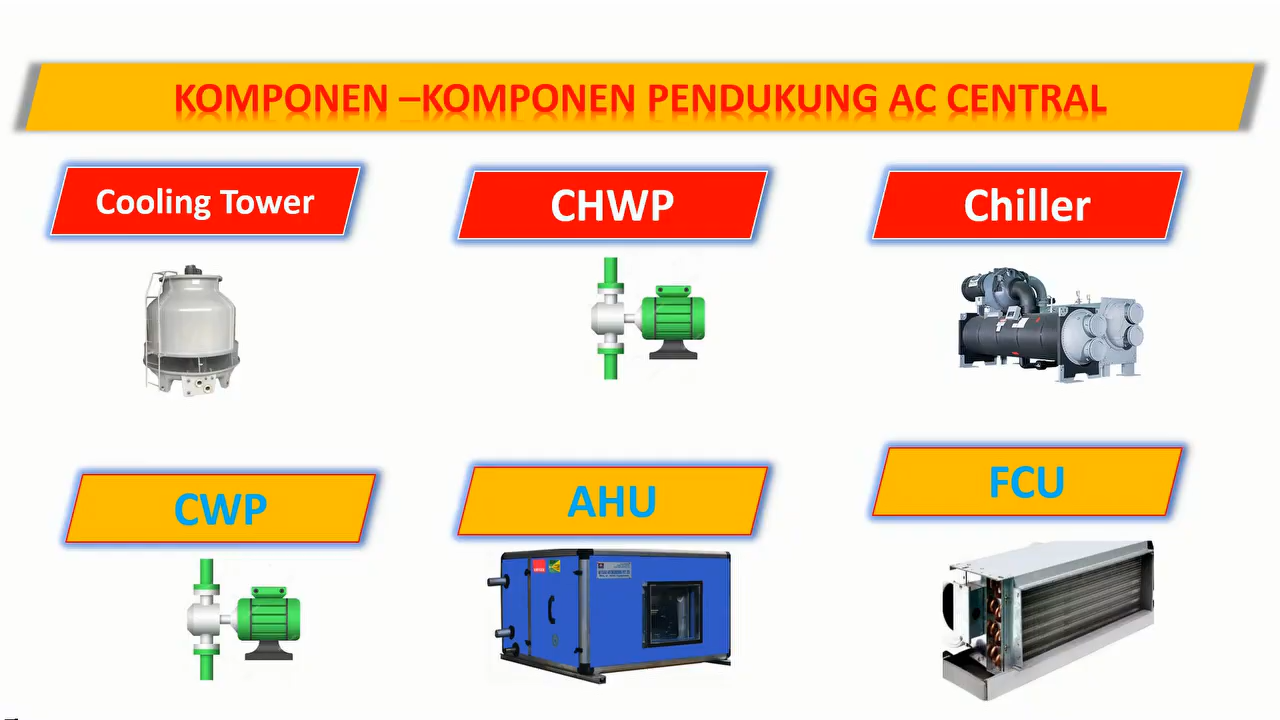 KOMPONEN –KOMPONEN PENDUKUNG AC CENTRAL
Cooling Tower
CHWP
Chiller
CWP
AHU
FCU